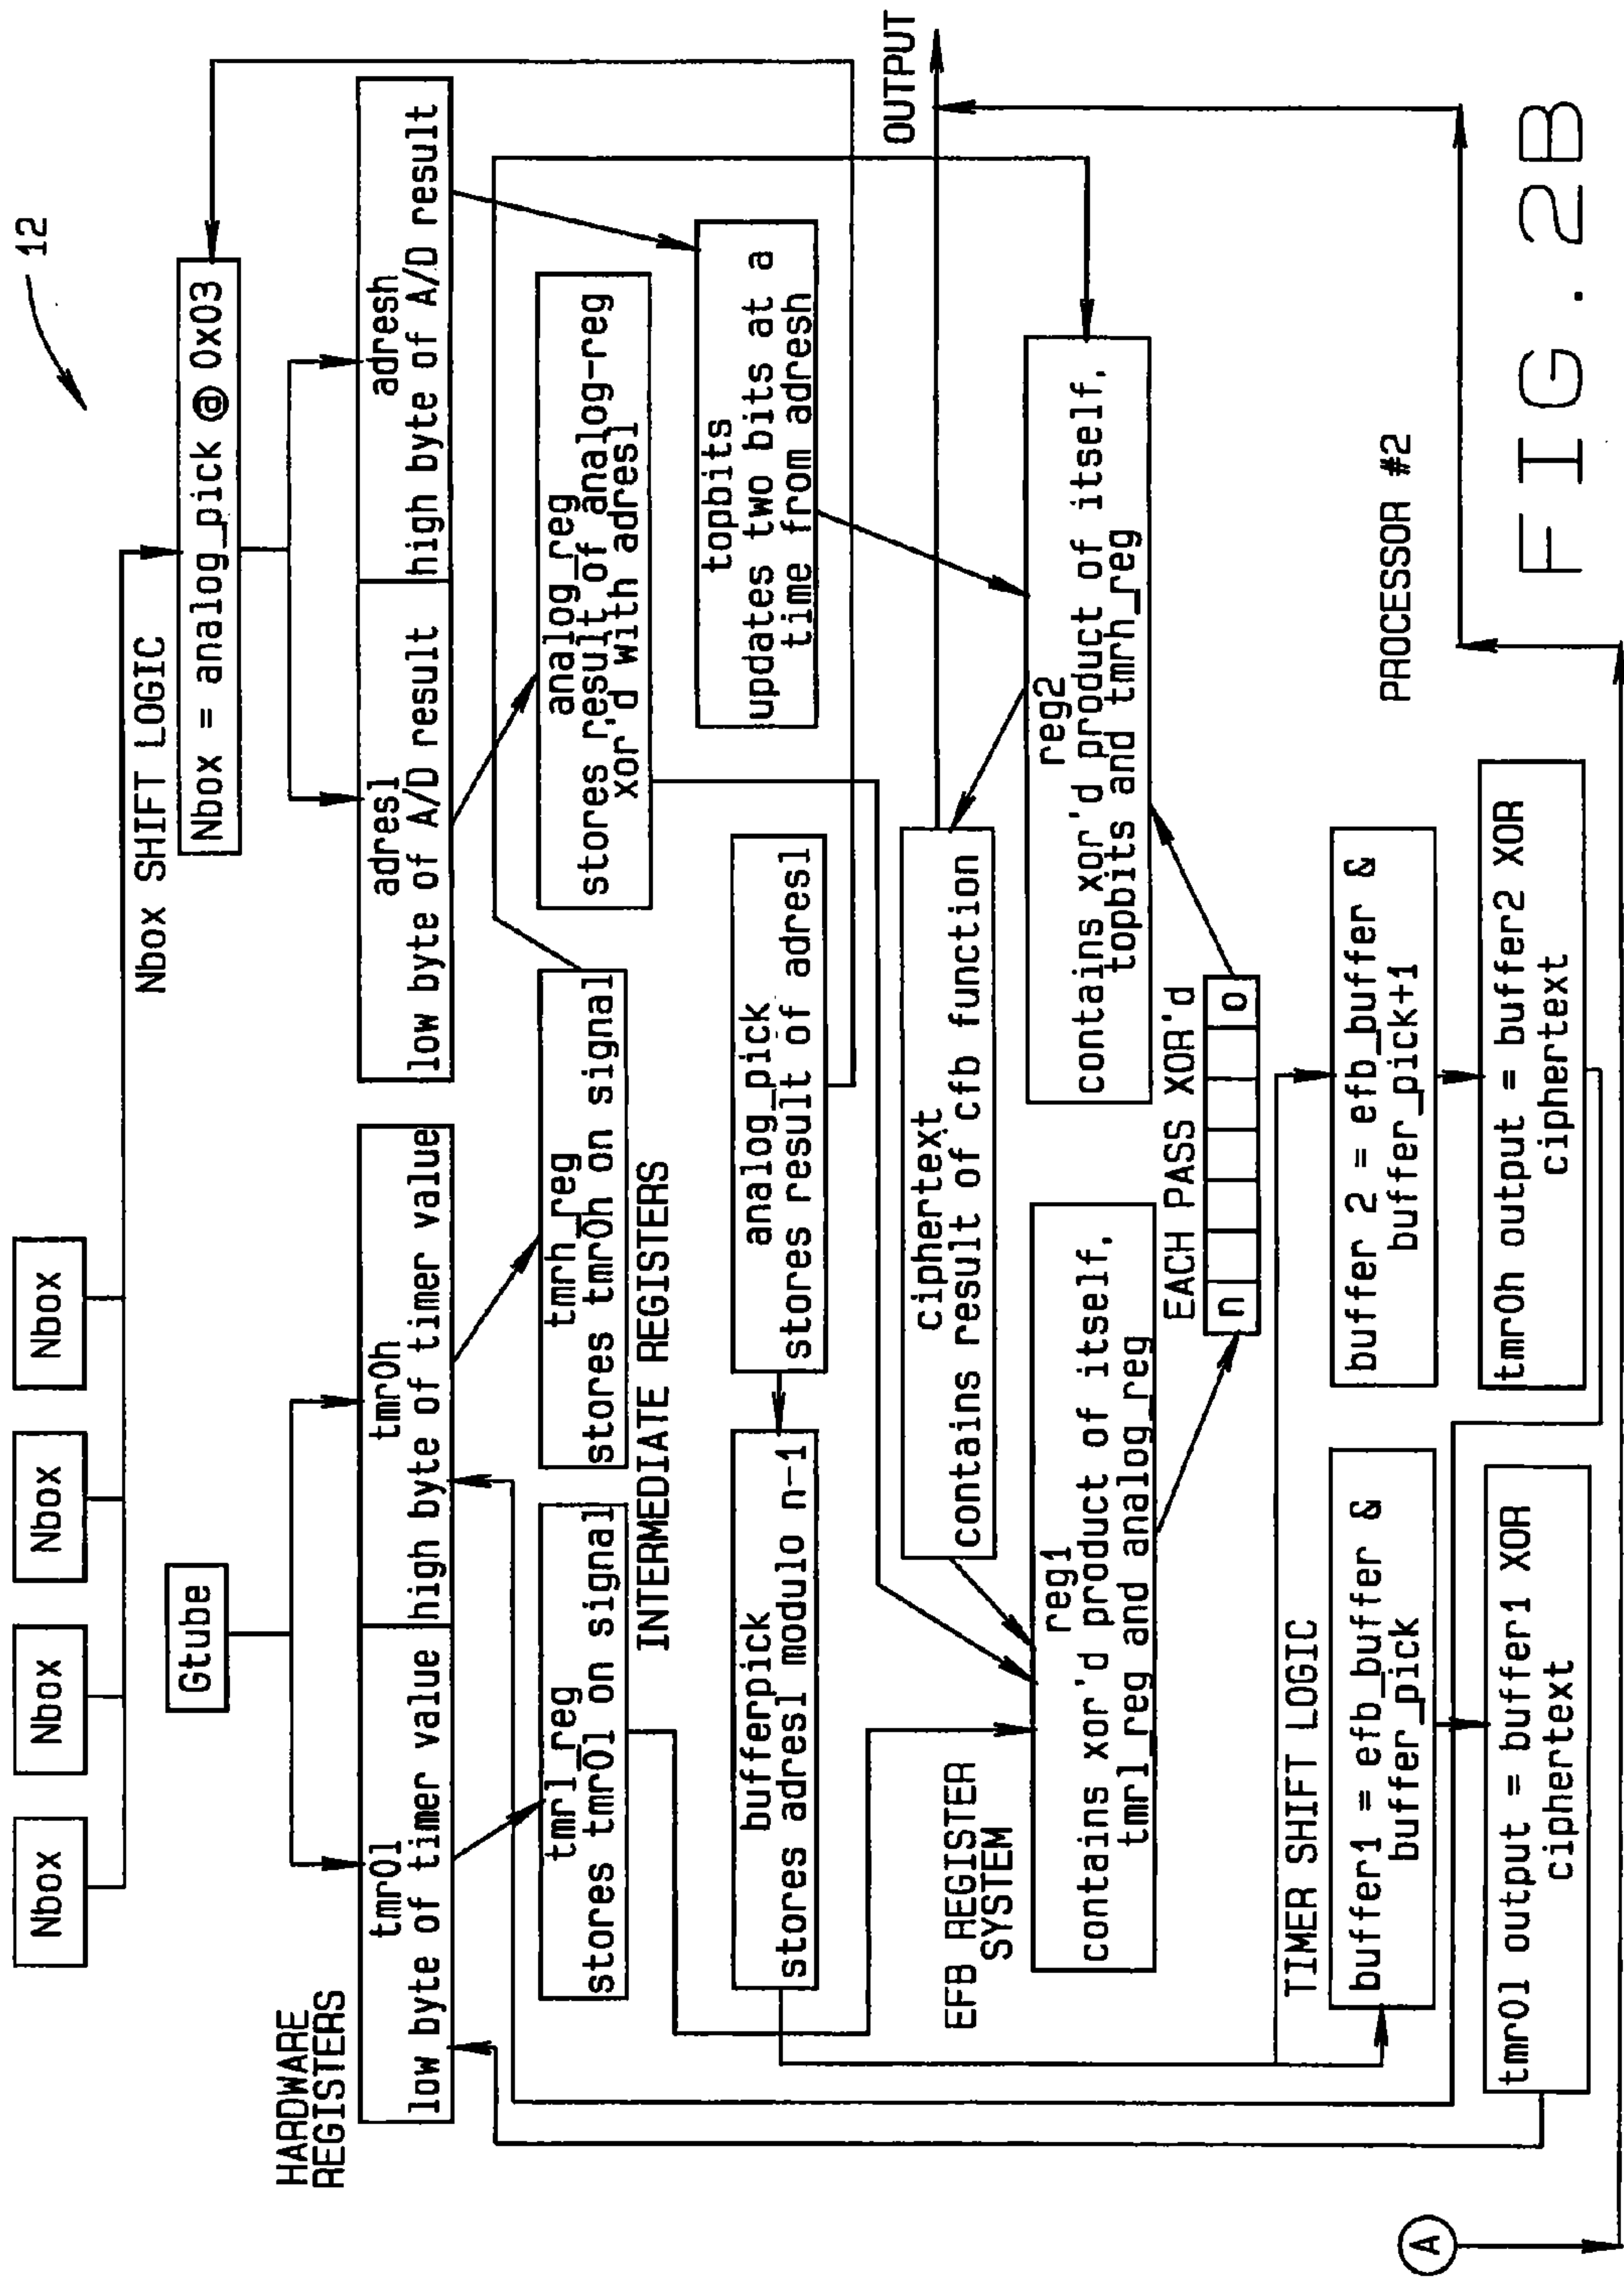 12
Nbox
Nbox
Nbox
Nbox
Nbox SHIFT LOGIC
Gtube
Nbox = analog_pick @ 0x03
HARDWARE
REGISTERS
tmr0l
low byte of timer value
tmr0h
high byte of timer value
adresl
low byte of A/D result
adresh
high byte of A/D result
tmrl_reg
stores tmr0l on signal
tmrh_reg
stores tmr0h on signal
analog_reg
stores result of analog-reg
xor'd with adresl
INTERMEDIATE REGISTERS
topbits
updates two bits at a
time from adresh
bufferpick
stores adresl modulo n-1
analog_pick
stores result of adresl
OUTPUT
ciphertext
contains result of cfb function
EFB REGISTER
SYSTEM
reg1
contains xor'd product of itself,
tmrl_reg and analog_reg
reg2
contains xor'd product of itself,
topbits and tmrh_reg
EACH PASS XOR'd
n
o
TIMER SHIFT LOGIC
buffer1 = efb_buffer &
buffer_pick
buffer 2 = efb_buffer &
buffer_pick+1
PROCESSOR #2
tmr0l output = buffer1 XOR
ciphertext
tmr0h output = buffer2 XOR
ciphertext
A
FIG.2B